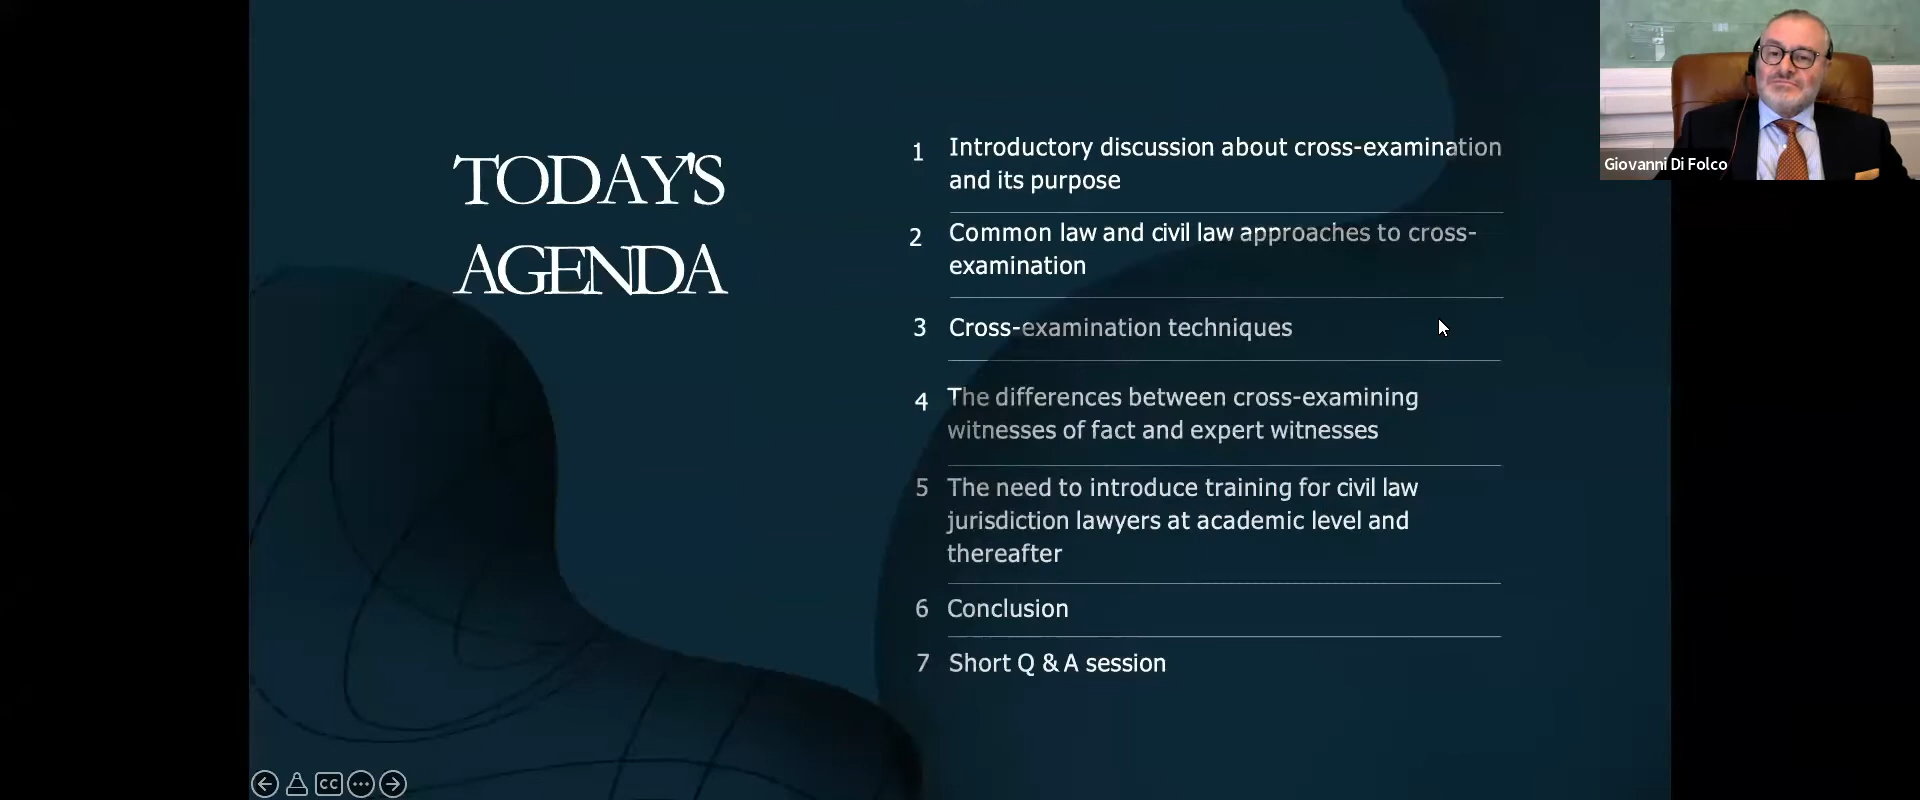 TODAY'S
AGENDA
1 Introductory discussion about cross-examination
and its purpose
2 Common law and civil law approaches to cross-
examination
3 Cross-examination techniques
4 The differences between cross-examining
witnesses of fact and expert witnesses
5 The need to introduce training for civil law
jurisdiction lawyers at academic level and
thereafter
6 Conclusion
7 Short Q & A session
Giovanni Di Folco
CC